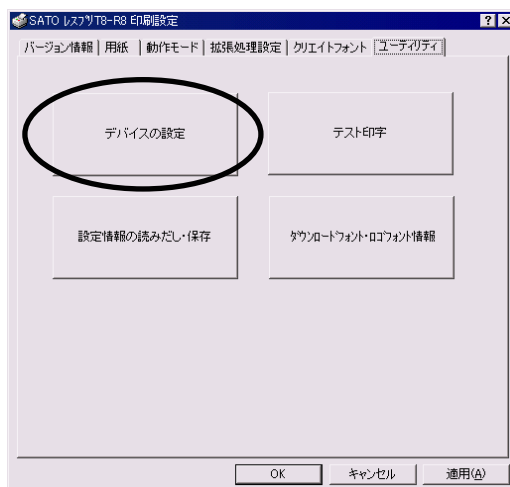 SATO ﾚｽﾌﾟﾘT8-R8 印刷設定
バージョン情報 用紙 動作モード 拡張処理設定 クリエイトフォント ユーティリティ
デバイスの設定 テスト印字
設定情報の読みだし・保存 ﾀﾞｳﾝﾛｰﾄﾞﾌｫﾝﾄ・ﾛｺﾞﾌｫﾝﾄ情報
OK キャンセル 適用(A)